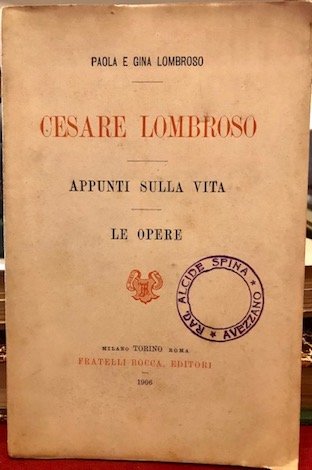 PAOLA E GINA LOMBROSO
CESARE LOMBROSO
APPUNTI SULLA VITA
LE OPERE
RAG. ALCIDE SPINA * AVEZZANO *
MILANO TORINO ROMA
FRATELLI BOCCA, EDITORI
1906